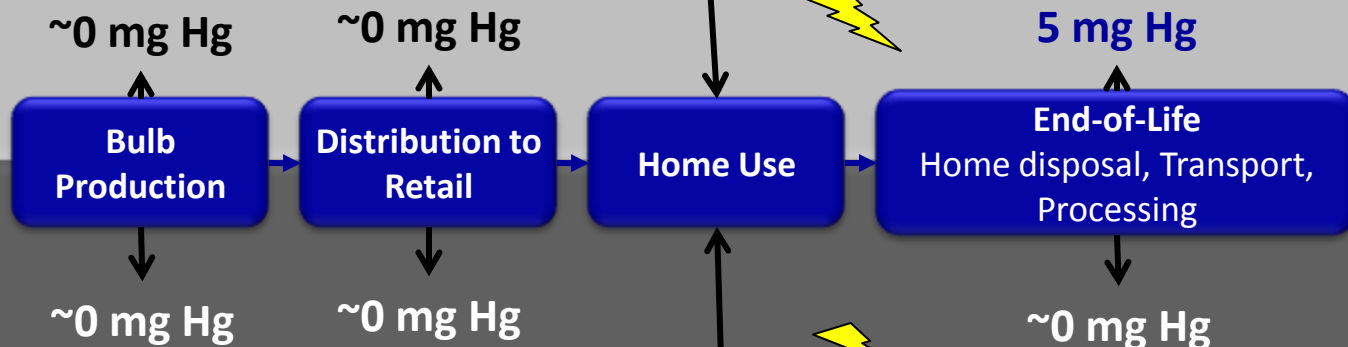 ~0 mg Hg
~0 mg Hg
5 mg Hg
Bulb
Production
Distribution to
Retail
Home Use
End-of-Life
Home disposal, Transport,
Processing
~0 mg Hg
~0 mg Hg
~0 mg Hg